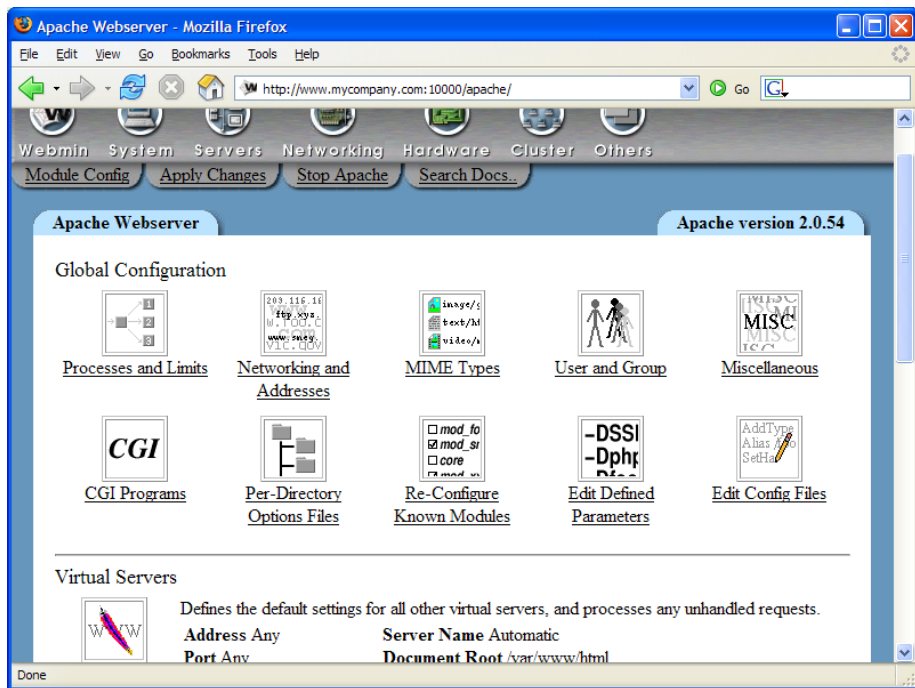 Apache Webserver - Mozilla Firefox
File Edit View Go Bookmarks Tools Help
http://www.mycompany.com:10000/apache/ Go
Webmin System Servers Networking Hardware Cluster Others
Module Config Apply Changes Stop Apache Search Docs..
Apache Webserver Apache version 2.0.54
Global Configuration
Processes and Limits Networking and Addresses MIME Types User and Group Miscellaneous
CGI
CGI Programs Per-Directory Options Files Re-Configure Known Modules Edit Defined Parameters Edit Config Files
Virtual Servers
Defines the default settings for all other virtual servers, and processes any unhandled requests.
Address Any Server Name Automatic
Port Any Document Root /var/www/html
Done